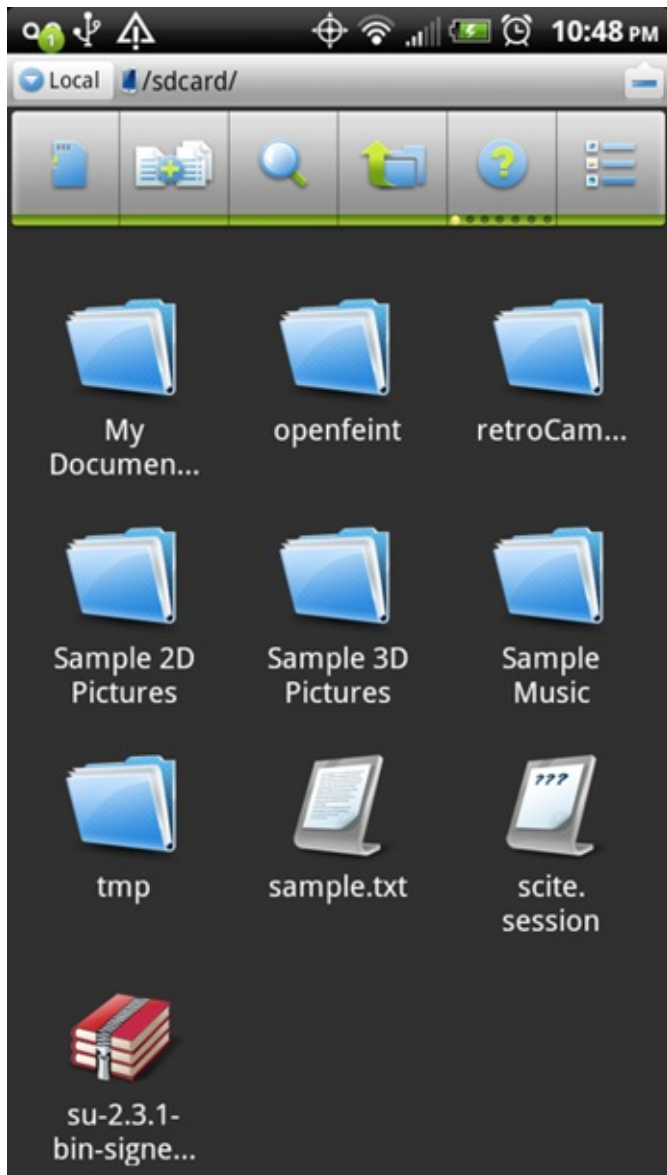 1
10:48 PM
Local
/sdcard/
?
My
Documen...
openfeint
retroCam...
Sample 2D
Pictures
Sample 3D
Pictures
Sample
Music
tmp
sample.txt
???
scite.
session
su-2.3.1-
bin-signe...